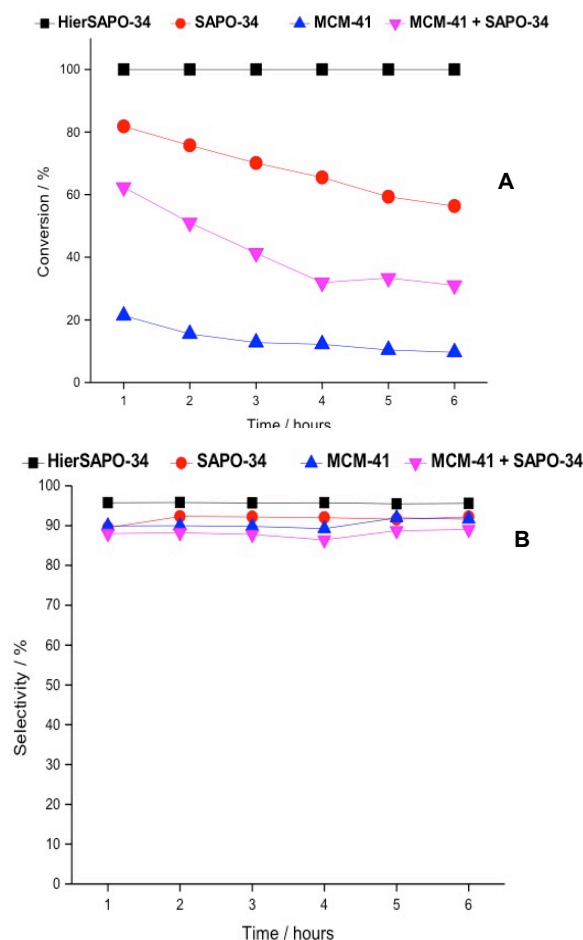 HierSAPO-34 SAPO-34 MCM-41 MCM-41 + SAPO-34
100
80
60
40
20
0
Conversion / %
A
1 2 3 4 5 6
Time / hours
HierSAPO-34 SAPO-34 MCM-41 MCM-41 + SAPO-34
100
90
80
70
60
50
40
30
20
10
0
Selectivity / %
B
1 2 3 4 5 6
Time / hours